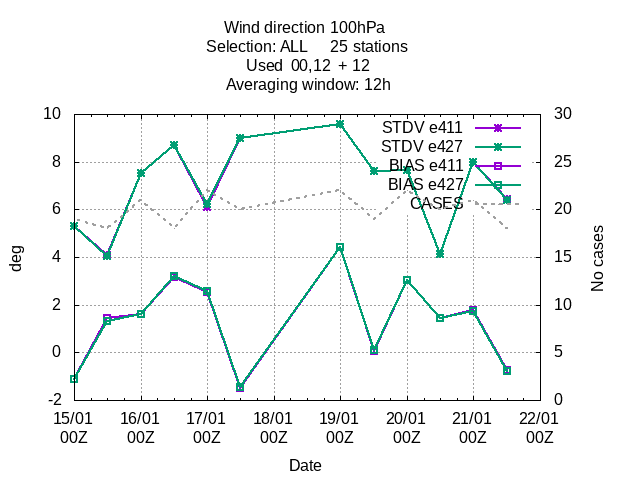 Wind direction 100hPa
Selection: ALL 25 stations
Used 00,12 + 12
Averaging window: 12h
10 30
STDV e411
STDV e427
8 25
BIAS e411
BIAS e427
CASES
6 20
4 15
2 10
0 5
-2 0
deg
No cases
15/01 16/01 17/01 18/01 19/01 20/01 21/01 22/01
00Z 00Z 00Z 00Z 00Z 00Z 00Z 00Z
Date